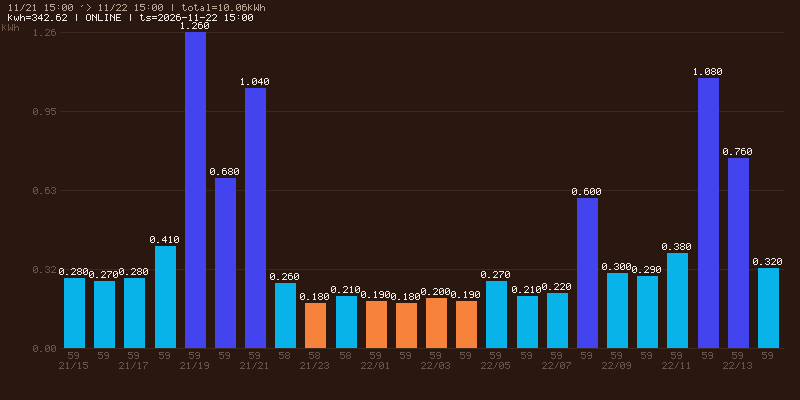 11/21 15:00 -> 11/22 15:00 | total=10.06kWh
Kwh=342.62 | ONLINE | ts=2026-11-22 15:00
kWh
1.26
0.95
0.63
0.32
0.00
0.280 0.270 0.280 0.410 1.260 0.680 1.040 0.260 0.180 0.210 0.190 0.180 0.200 0.190 0.270 0.210 0.220 0.600 0.300 0.290 0.380 1.080 0.760 0.320
59 59 59 59 59 59 59 58 58 58 59 59 59 59 59 59 59 59 59 59 59 59 59 59
21/15 21/17 21/19 21/21 21/23 22/01 22/03 22/05 22/07 22/09 22/11 22/13